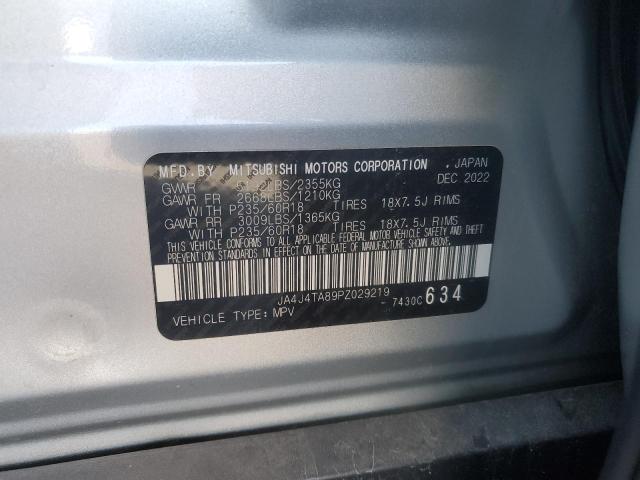 MFD.BY MITSUBISHI MOTORS CORPORATION , JAPAN
GVWR LBS/2355KG DEC.2022
GAWR FR 2668LBS/1210KG
WITH P235/60R18 TIRES 18X7.5J RIMS
GAWR RR 3009LBS/1365KG
WITH P235/60R18 TIRES 18X7.5J RIMS
THIS VEHICLE CONFORMS TO ALL APPLICABLE FEDERAL MOTOR VEHICLE SAFETY AND THEFT
PREVENTION STANDARDS IN EFFECT ON THE DATE OF MANUFACTURE SHOWN ABOVE.
JA4J4TA89PZ029219
VEHICLE TYPE:MPV - 7430C 634